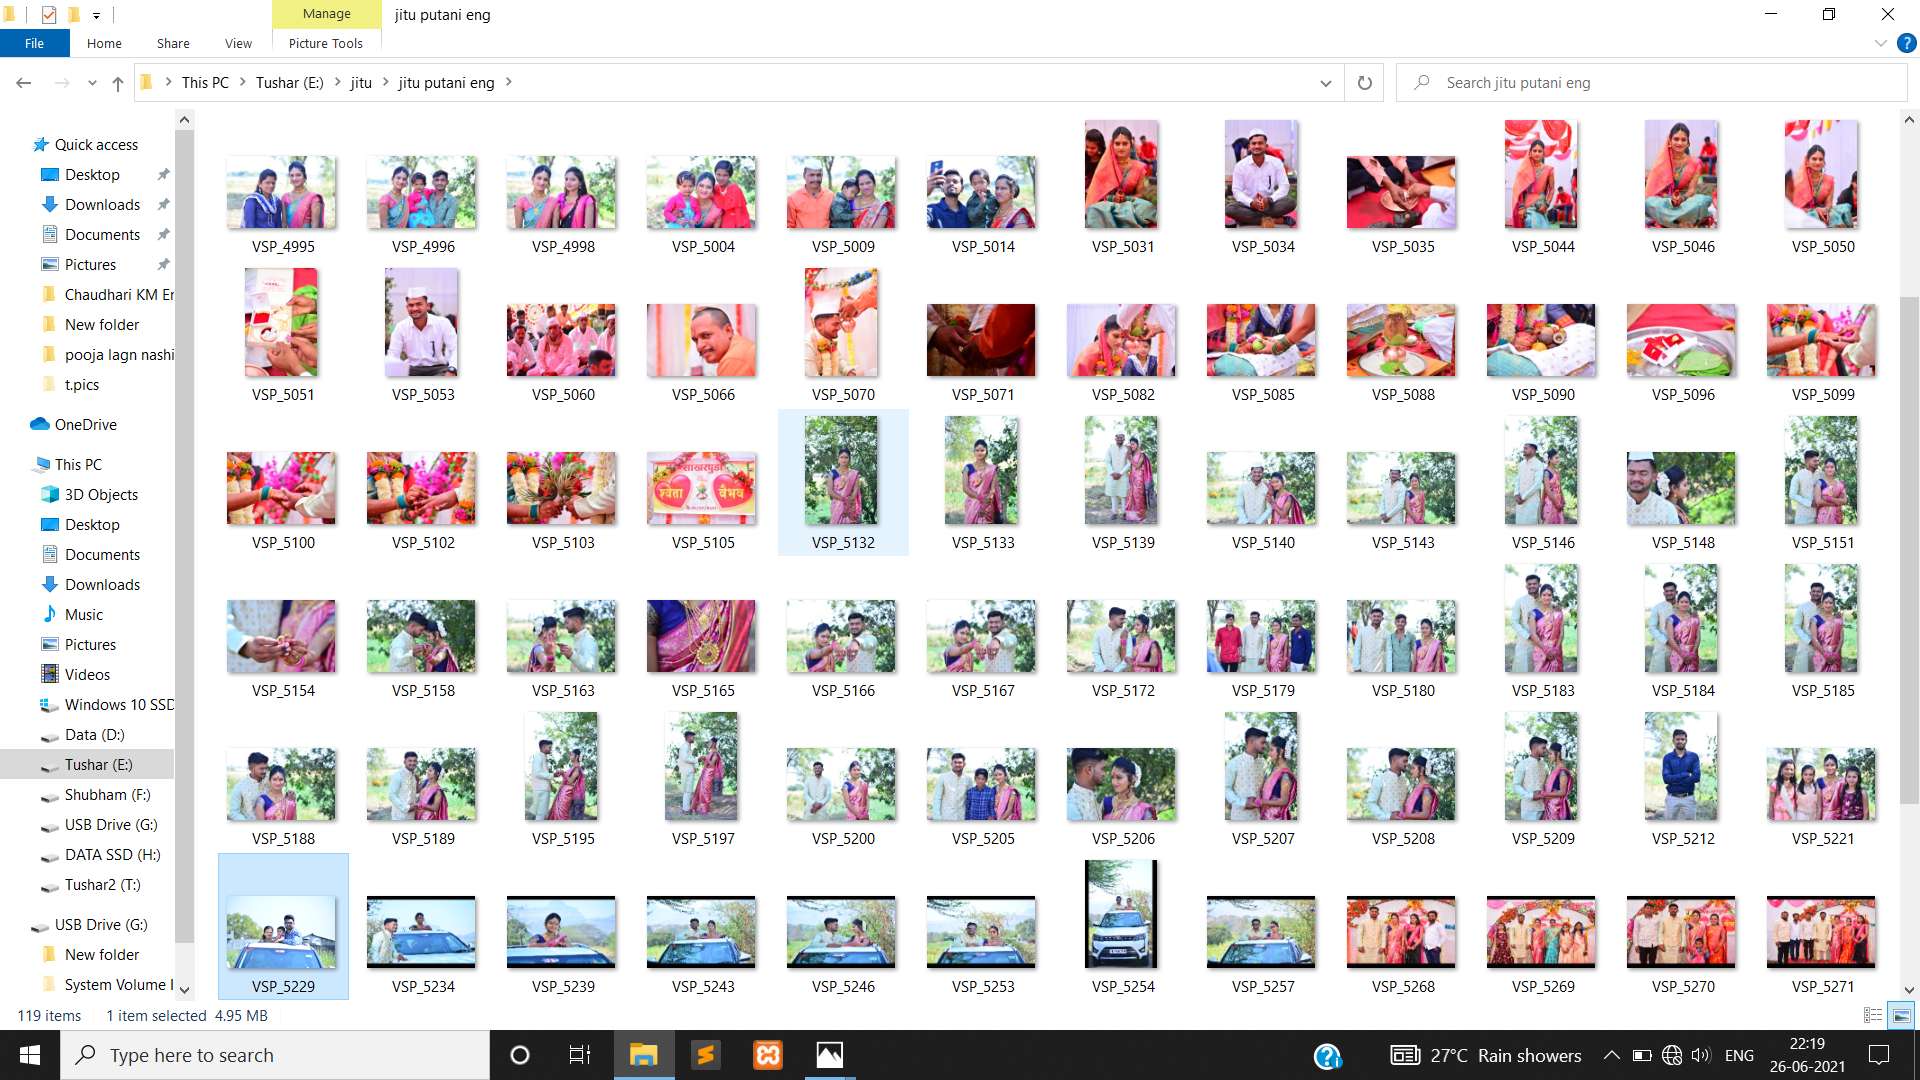 Manage
jitu putani eng
File
Home
Share
View
Picture Tools
This PC
Tushar (E:)
jitu
jitu putani eng
Search jitu putani eng
Quick access
Desktop
Downloads
Documents
Pictures
Chaudhari KM Er
New folder
pooja lagn nashi
t.pics
OneDrive
This PC
3D Objects
Desktop
Documents
Downloads
Music
Pictures
Videos
Windows 10 SSD
Data (D:)
Tushar (E:)
Shubham (F:)
USB Drive (G:)
DATA SSD (H:)
Tushar2 (T:)
USB Drive (G:)
New folder
System Volume I
VSP_4995 VSP_4996 VSP_4998 VSP_5004 VSP_5009 VSP_5014 VSP_5031 VSP_5034 VSP_5035 VSP_5044 VSP_5046 VSP_5050
VSP_5051 VSP_5053 VSP_5060 VSP_5066 VSP_5070 VSP_5071 VSP_5082 VSP_5085 VSP_5088 VSP_5090 VSP_5096 VSP_5099
साखरपुडा
श्वेता वैभव
VSP_5100 VSP_5102 VSP_5103 VSP_5105 VSP_5132 VSP_5133 VSP_5139 VSP_5140 VSP_5143 VSP_5146 VSP_5148 VSP_5151
VSP_5154 VSP_5158 VSP_5163 VSP_5165 VSP_5166 VSP_5167 VSP_5172 VSP_5179 VSP_5180 VSP_5183 VSP_5184 VSP_5185
VSP_5188 VSP_5189 VSP_5195 VSP_5197 VSP_5200 VSP_5205 VSP_5206 VSP_5207 VSP_5208 VSP_5209 VSP_5212 VSP_5221
VSP_5229 VSP_5234 VSP_5239 VSP_5243 VSP_5246 VSP_5253 VSP_5254 VSP_5257 VSP_5268 VSP_5269 VSP_5270 VSP_5271
119 items 1 item selected 4.95 MB
Type here to search
27°C Rain showers
ENG
22:19
26-06-2021